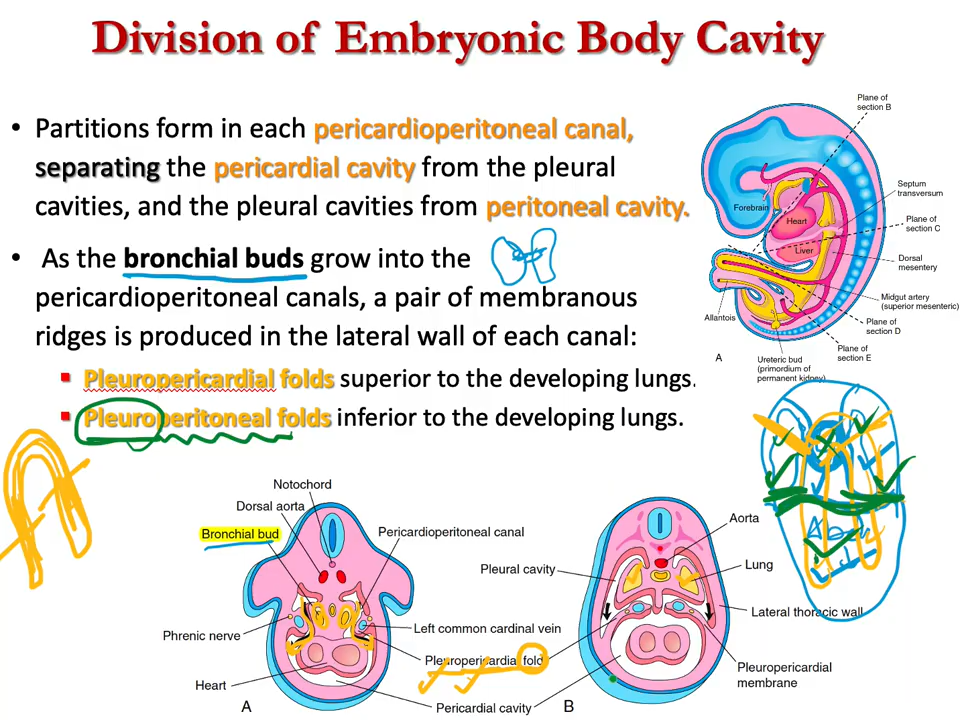 Division of Embryonic Body Cavity
• Partitions form in each pericardioperitoneal canal,
separating the pericardial cavity from the pleural
cavities, and the pleural cavities from peritoneal cavity.
• As the bronchial buds grow into the
pericardioperitoneal canals, a pair of membranous
ridges is produced in the lateral wall of each canal:
▪ Pleuropericardial folds superior to the developing lungs.
▪ Pleuroperitoneal folds inferior to the developing lungs.
Plane of
section B
Septum
transversum
Forebrain
Heart
Plane of
section C
Liver
Dorsal
mesentery
Midgut artery
(superior mesenteric)
Allantois
Plane of
section D
Plane of
section E
A
Ureteric bud
(primordium of
permanent kidney)
Notochord
Dorsal aorta
Bronchial bud
Pericardioperitoneal canal
Phrenic nerve
Left common cardinal vein
Pleuropericardial fold
Heart
A
Pericardial cavity
Aorta
Pleural cavity
Lung
Lateral thoracic wall
Pleuropericardial
membrane
B